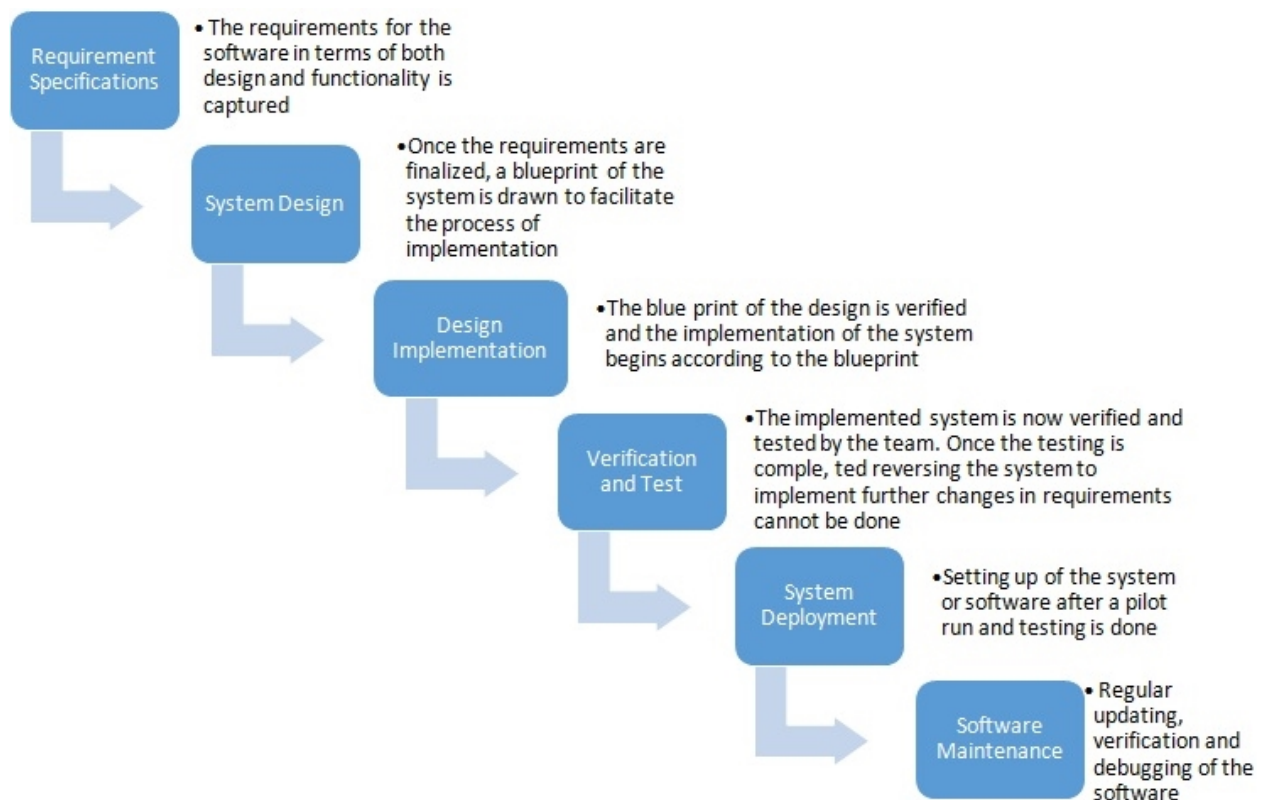 Requirement
Specifications
• The requirements for the
software in terms of both
design and functionality is
captured
System Design
•Once the requirements are
finalized, a blueprint of the
system is drawn to facilitate
the process of
implementation
Design
Implementation
•The blue print of the design is verified
and the implementation of the system
begins according to the blueprint
Verification
and Test
•The implemented system is now verified and
tested by the team. Once the testing is
comple, ted reversing the system to
implement further changes in requirements
cannot be done
System
Deployment
•Setting up of the system
or software after a pilot
run and testing is done
Software
Maintenance
• Regular
updating,
verification and
debugging of the
software